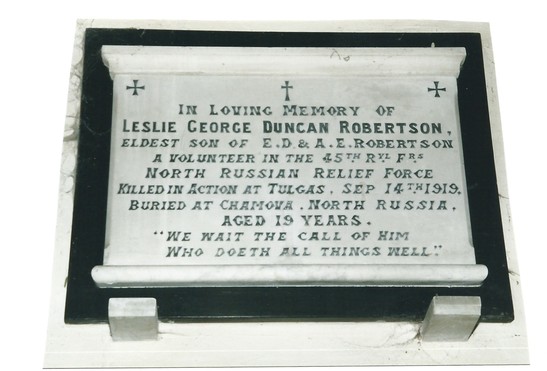 IN LOVING MEMORY OF
LESLIE GEORGE DUNCAN ROBERTSON,
ELDEST SON OF E.D. & A.E. ROBERTSON
A VOLUNTEER IN THE 45TH RYL FRS
NORTH RUSSIAN RELIEF FORCE
KILLED IN ACTION AT TULGAS, SEP 14TH 1919.
BURIED AT CHAMOVA, NORTH RUSSIA,
AGED 19 YEARS.
"WE WAIT THE CALL OF HIM
WHO DOETH ALL THINGS WELL".